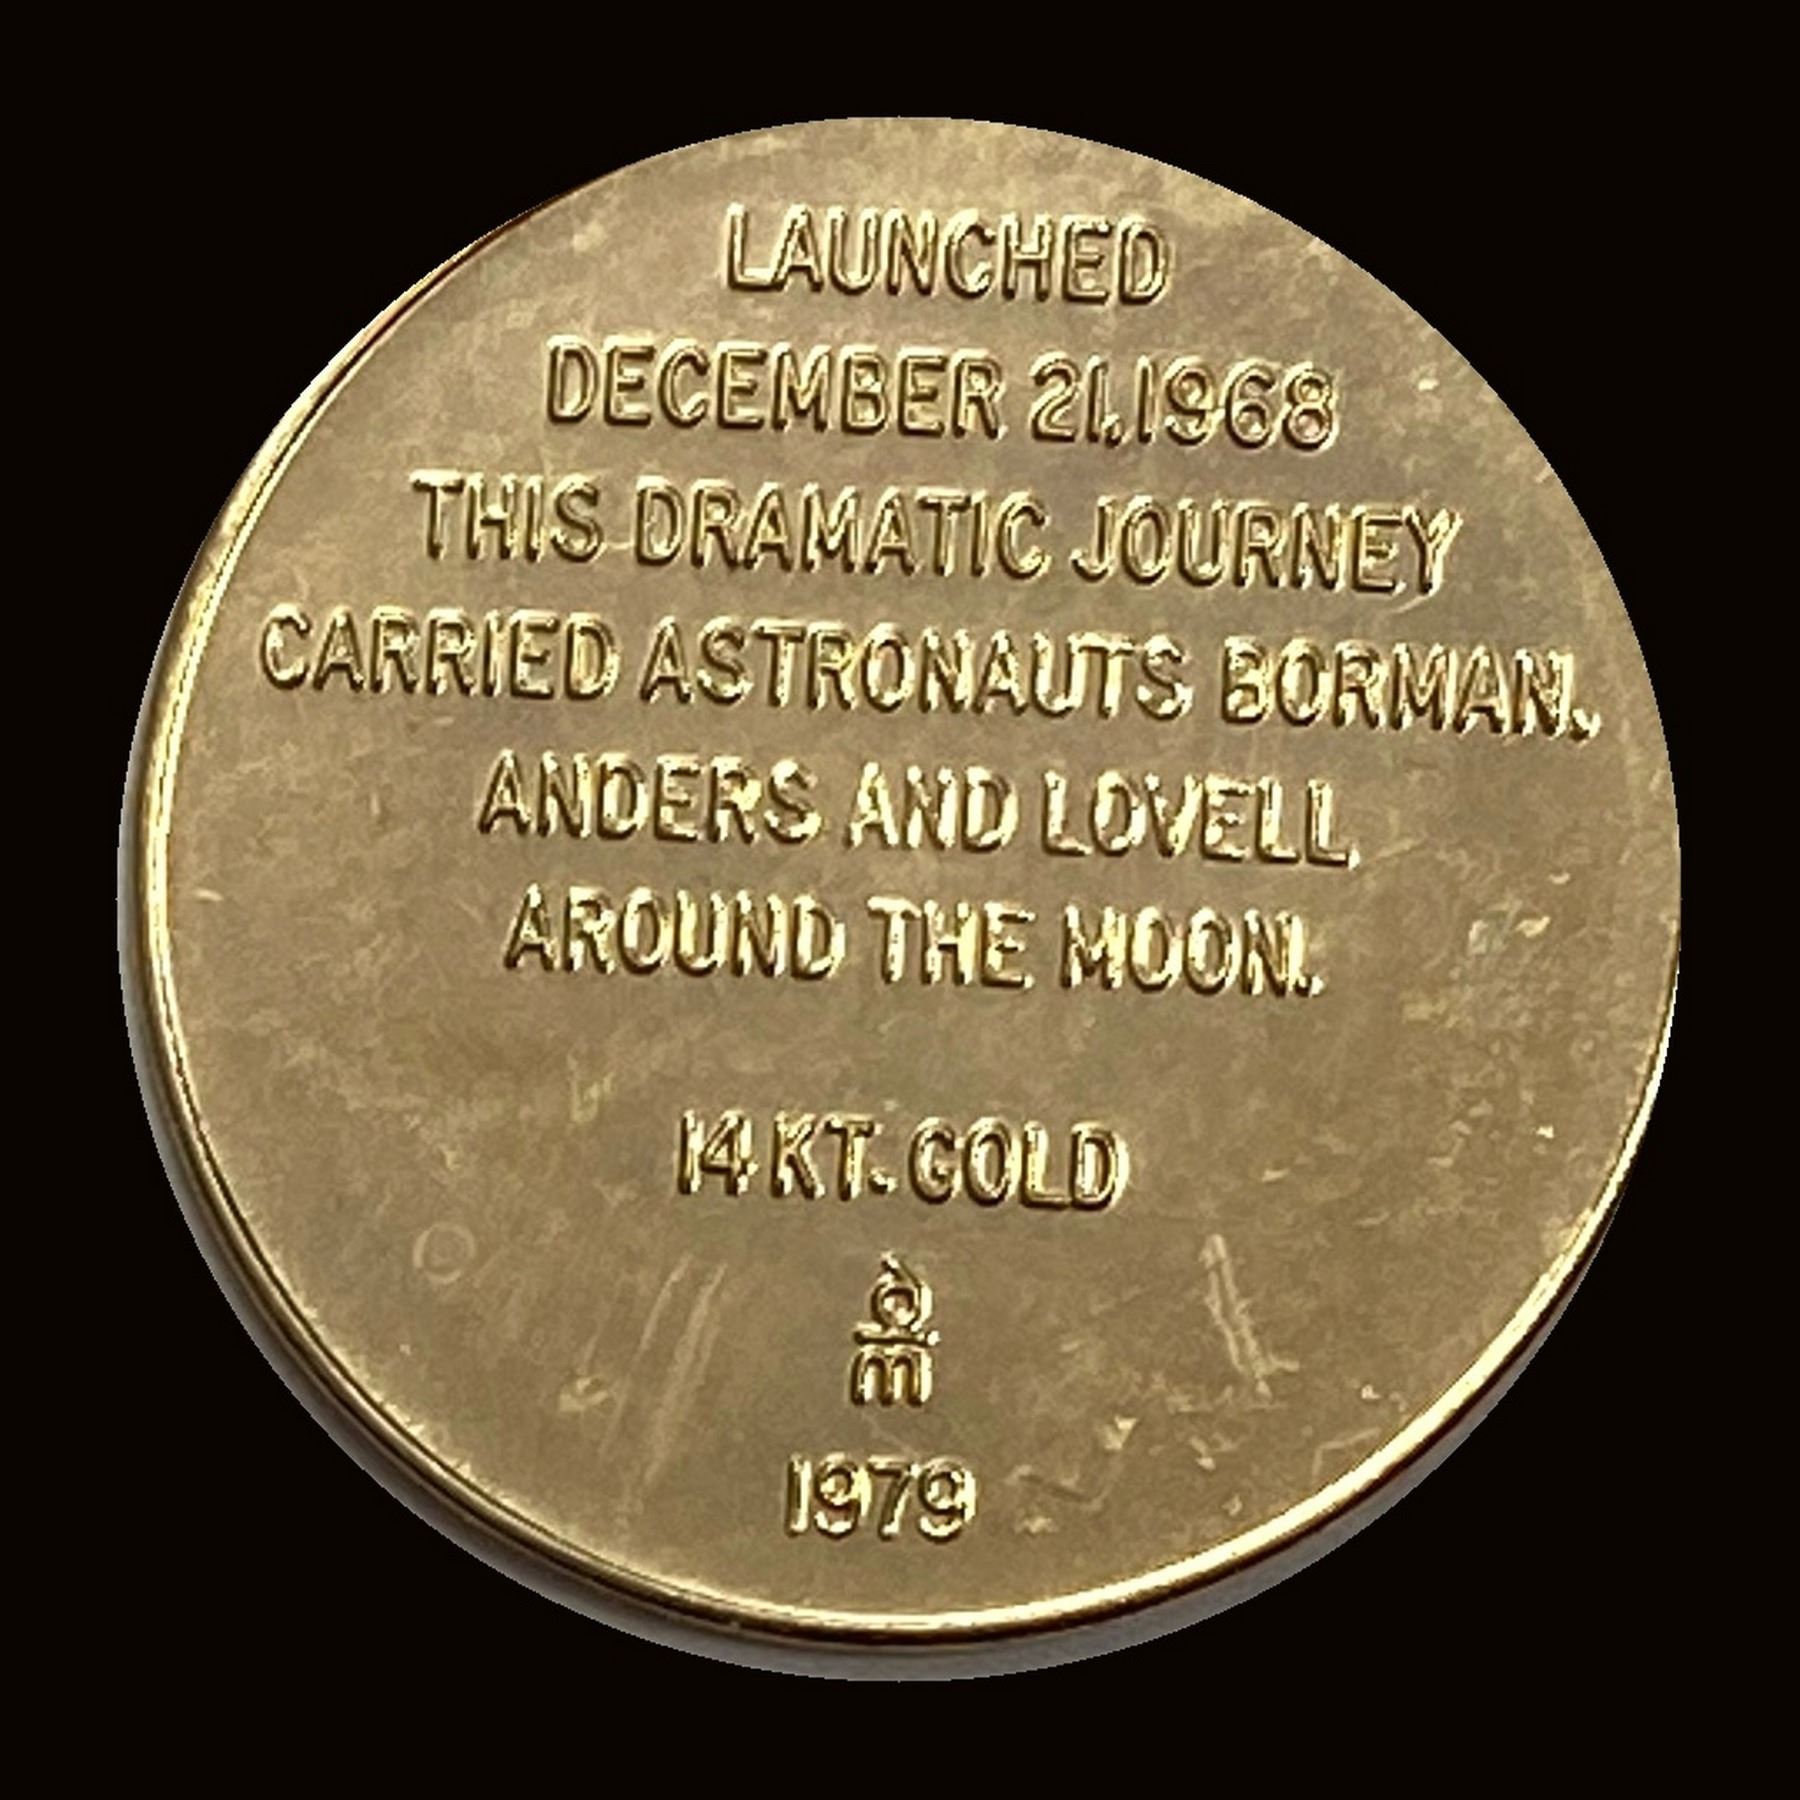 LAUNCHED
DECEMBER 21,1968
THIS DRAMATIC JOURNEY
CARRIED ASTRONAUTS BORMAN,
ANDERS AND LOVELL
AROUND THE MOON.
14 KT. GOLD
1979